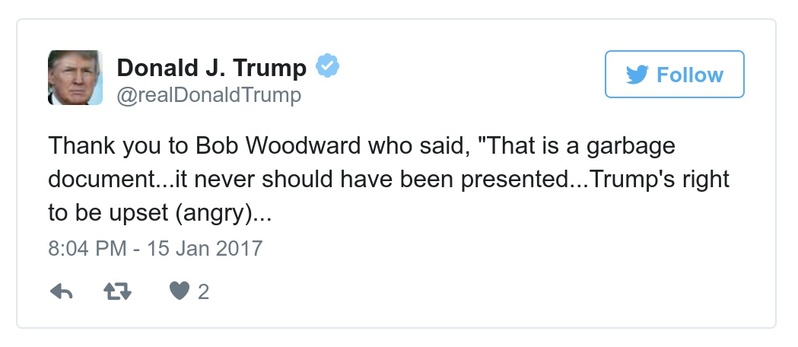 Donald J. Trump
@realDonaldTrump
Follow
Thank you to Bob Woodward who said, "That is a garbage
document...it never should have been presented...Trump's right
to be upset (angry)...
8:04 PM - 15 Jan 2017
2